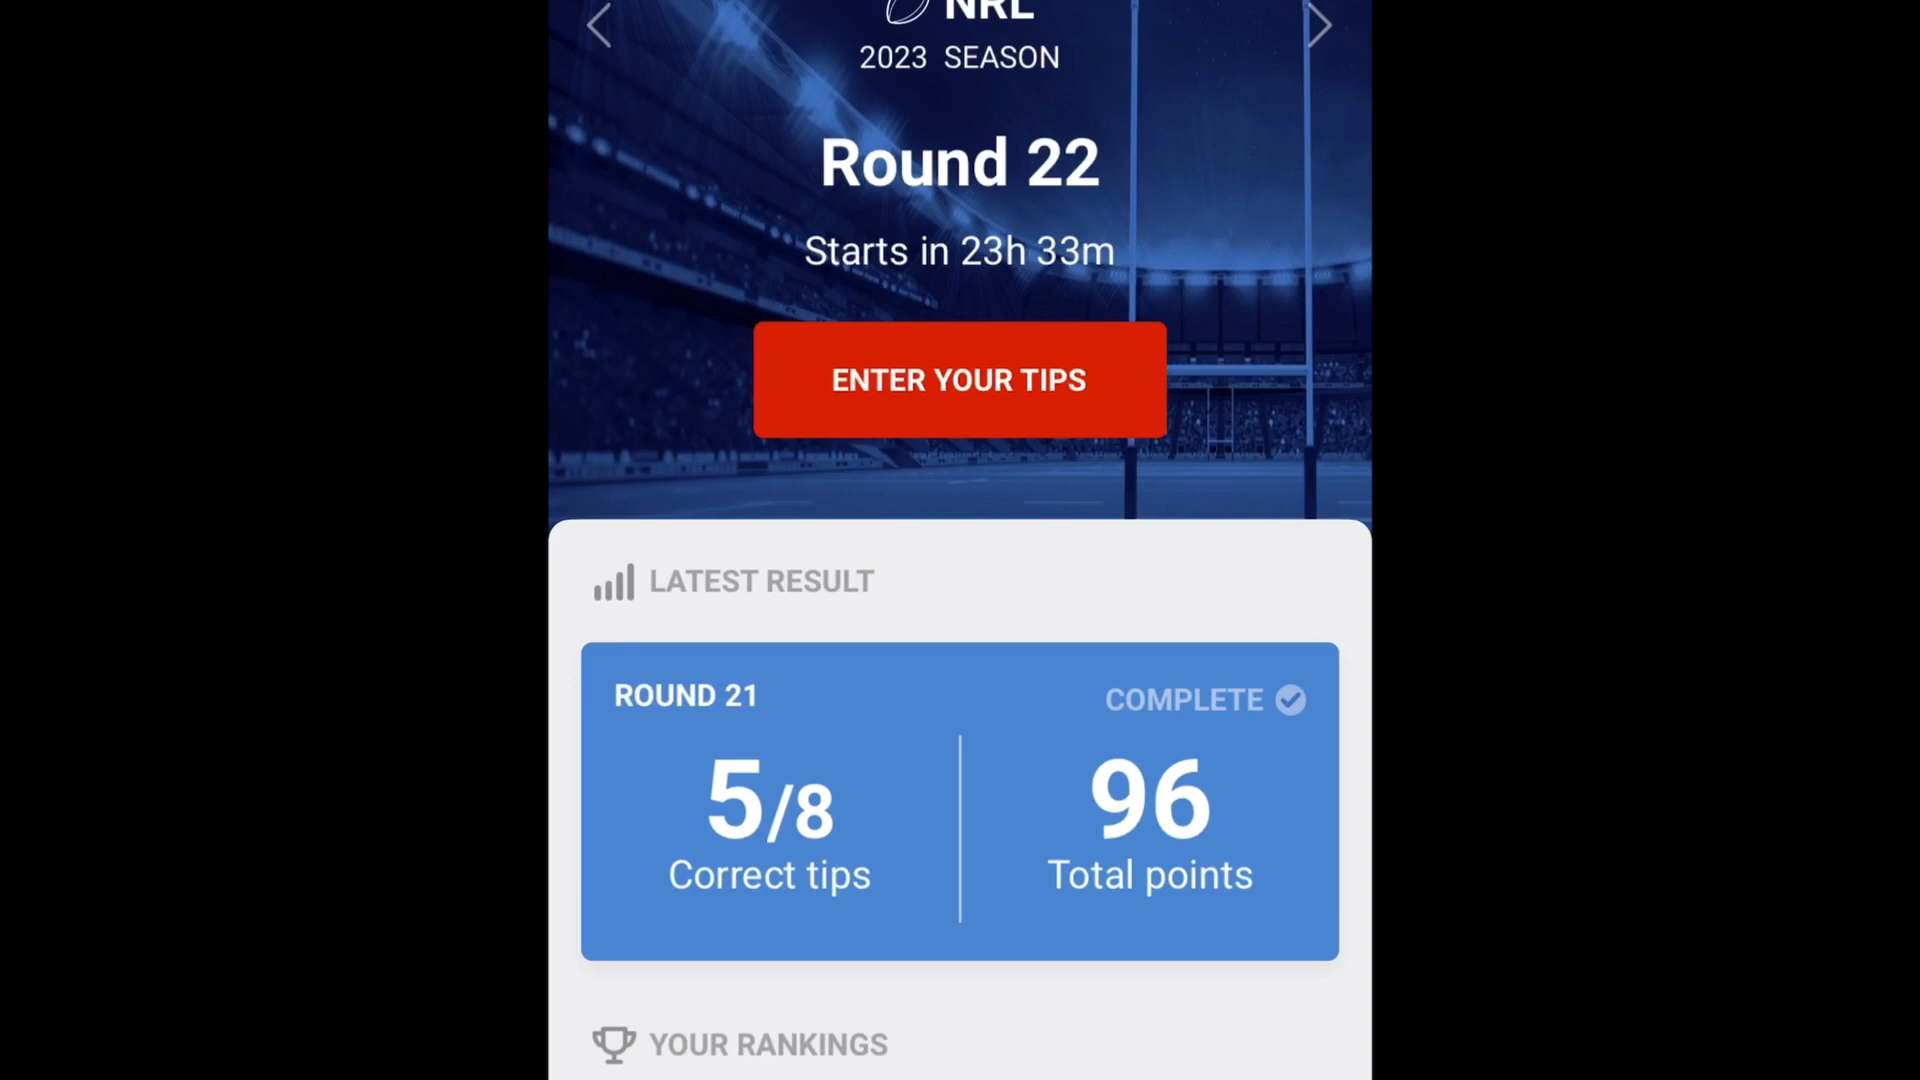 NRL
2023 SEASON
Round 22
Starts in 23h 33m
ENTER YOUR TIPS
LATEST RESULT
ROUND 21
COMPLETE
5/8
96
Correct tips
Total points
YOUR RANKINGS